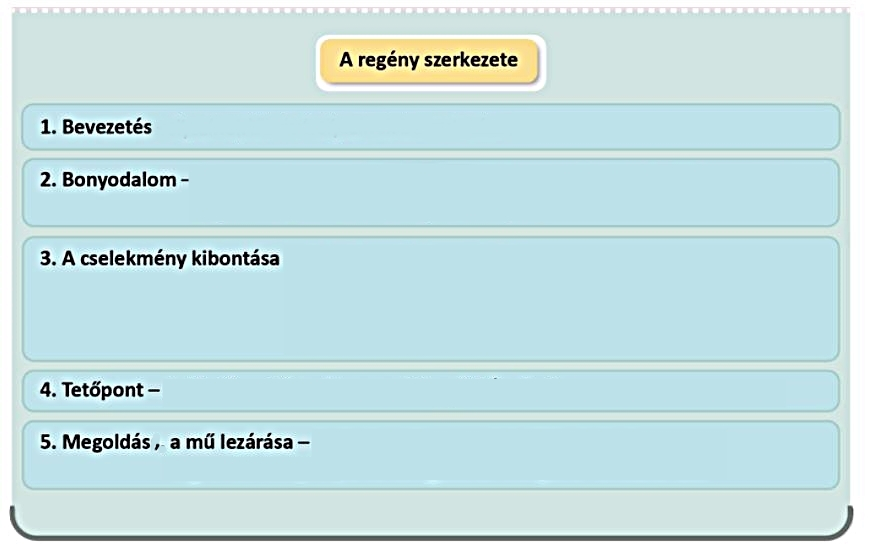 A regény szerkezete
1. Bevezetés
2. Bonyodalom -
3. A cselekmény kibontása
4. Tetőpont –
5. Megoldás , a mű lezárása –